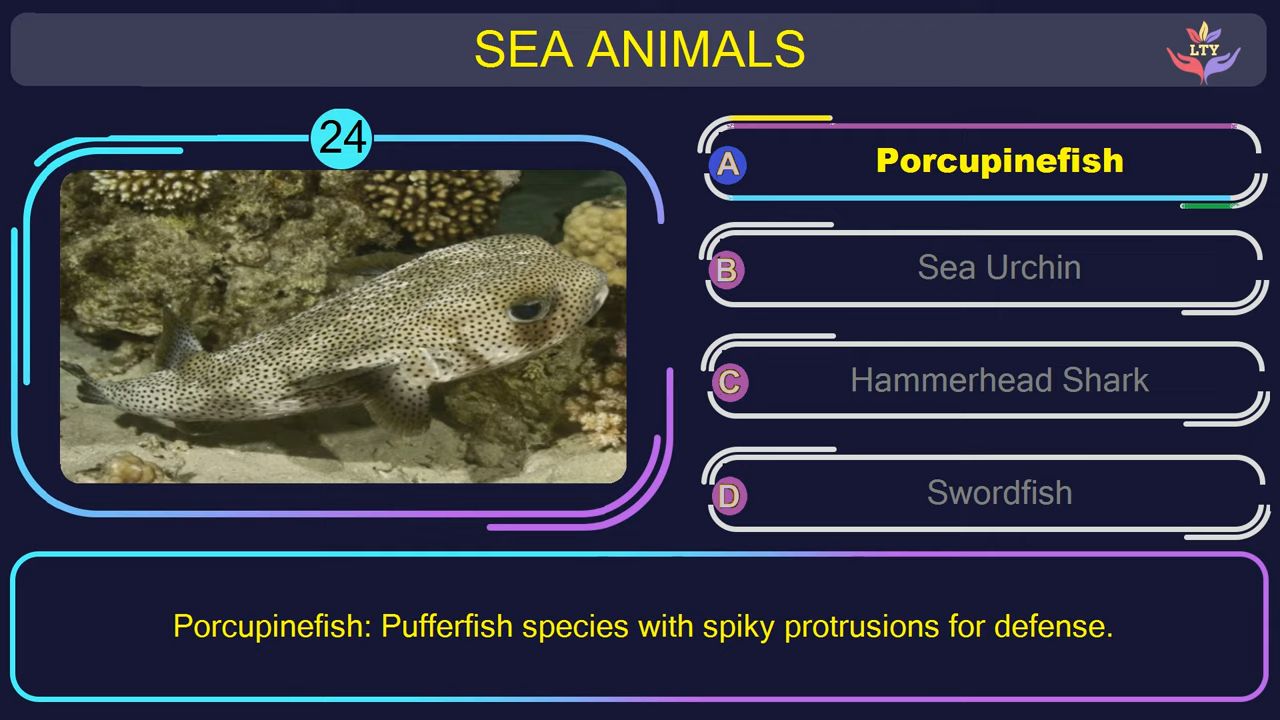 SEA ANIMALS
LTY
24
A
Porcupinefish
B
Sea Urchin
C
Hammerhead Shark
D
Swordfish
Porcupinefish: Pufferfish species with spiky protrusions for defense.